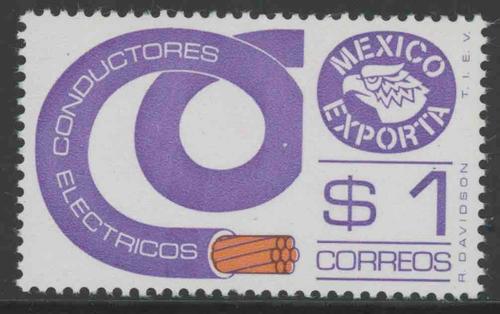 CONDUCTORES
ELECTRICOS
MEXICO
EXPORTA
$1
CORREOS
R. DAVIDSON T.I.E.V.